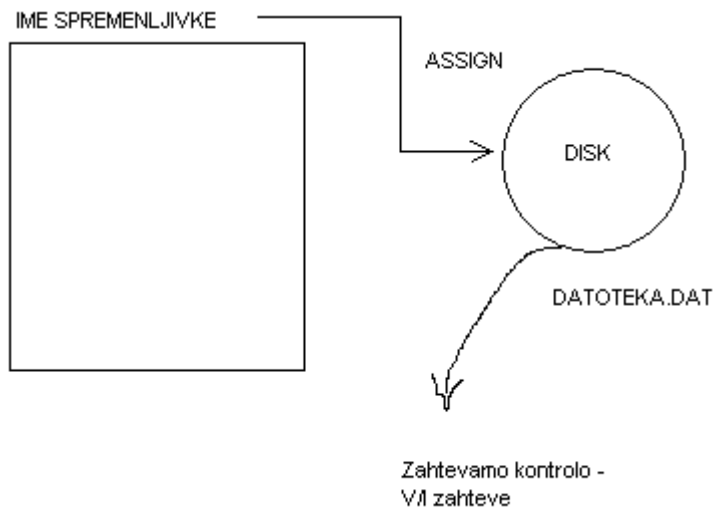 IME SPREMENLJIVKE
ASSIGN
DISK
DATOTEKA.DAT
Zahtevamo kontrolo -
V/I zahteve